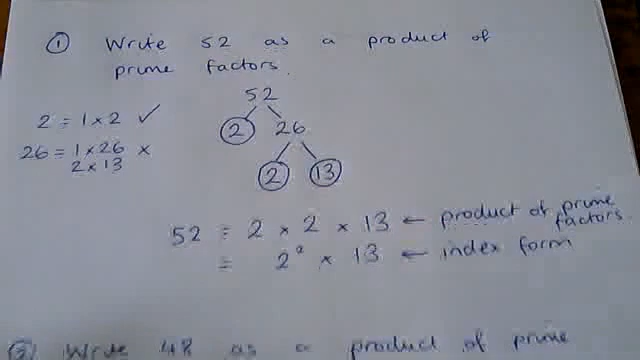 ① Write 52 as a product of
prime factors.
52
2 = 1 × 2 ✓
2 26
26 = 1 × 26 ×
2 × 13
2 13
52 = 2 × 2 × 13 ← product of prime
factors.
= 2² × 13 ← index form
② Write 48 as a product of prime